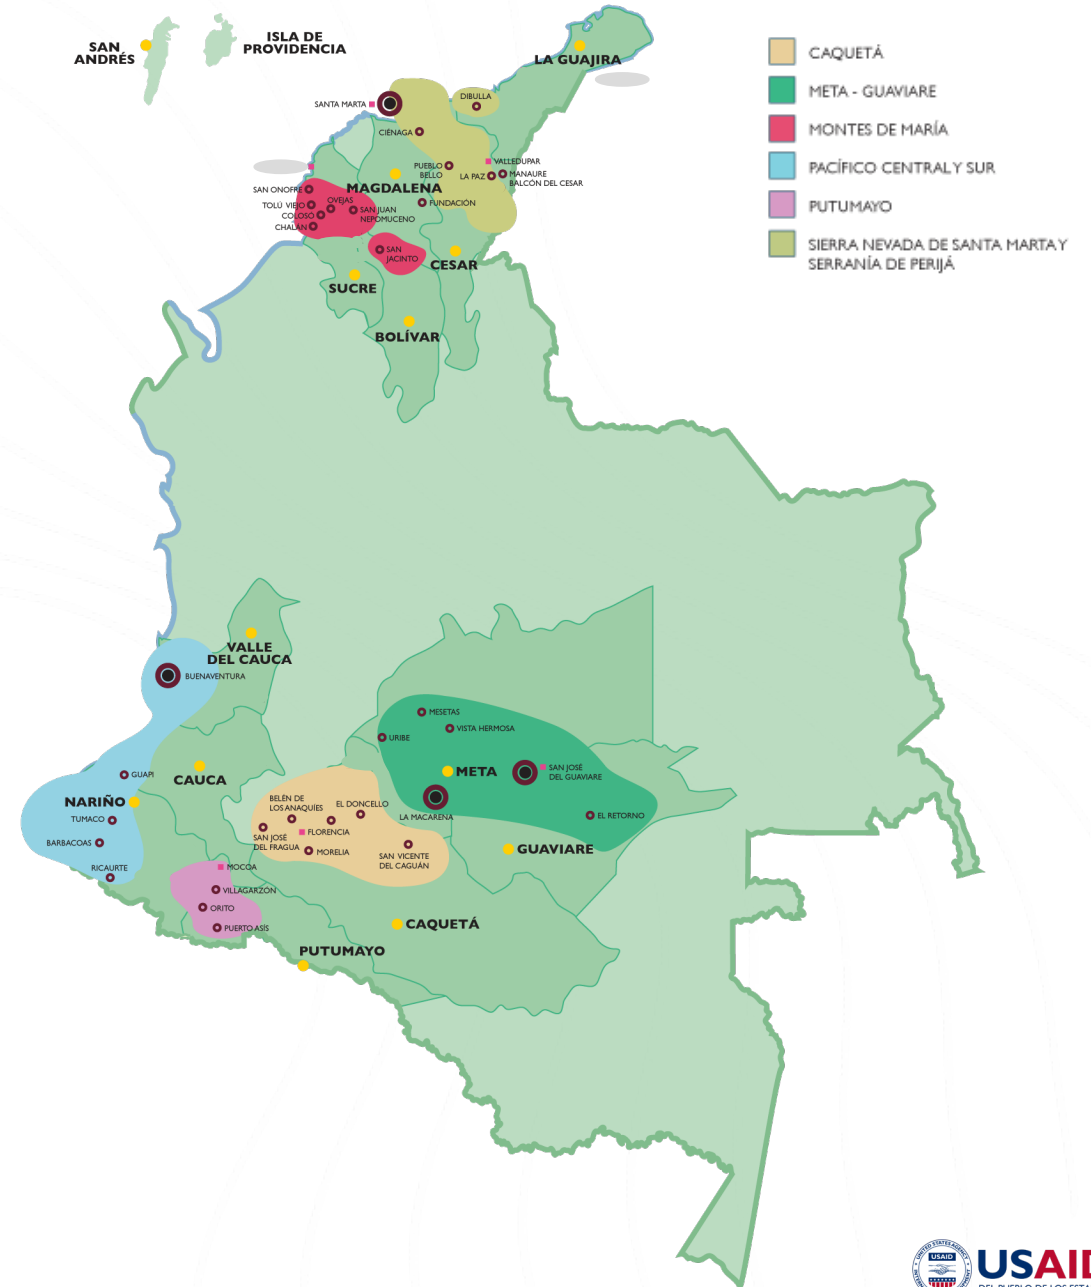 SAN
ANDRÉS
ISLA DE
PROVIDENCIA
LA GUAJIRA
CAQUETÁ
META - GUAVIARE
MONTES DE MARÍA
PACÍFICO CENTRAL Y SUR
PUTUMAYO
SIERRA NEVADA DE SANTA MARTA Y
SERRANÍA DE PERIJÁ
SANTA MARTA
DIBULLA
CIÉNAGA
PUEBLO
BELLO
VALLEDUPAR
LA PAZ
MANAURE
BALCÓN DEL CESAR
MAGDALENA
FUNDACIÓN
SAN ONOFRE
TOLÚ VIEJO
OVEJAS
COLOSÓ
SAN JUAN
NEPOMUCENO
CHALÁN
SAN
JACINTO
CESAR
SUCRE
BOLÍVAR
VALLE
DEL CAUCA
BUENAVENTURA
MESETAS
VISTA HERMOSA
URIBE
GUAPI
CAUCA
META
SAN JOSÉ
DEL GUAVIARE
NARIÑO
TUMACO
BARBACOAS
RICAURTE
BELÉN DE
LOS ANAQUÍES
EL DONCELLO
SAN JOSÉ
DEL FRAGUA
FLORENCIA
MORELIA
SAN VICENTE
DEL CAGUÁN
LA MACARENA
EL RETORNO
GUAVIARE
MOCOA
VILLAGARZÓN
ORITO
PUERTO ASÍS
CAQUETÁ
PUTUMAYO
UNITED STATES AGENCY
USAID
USAID